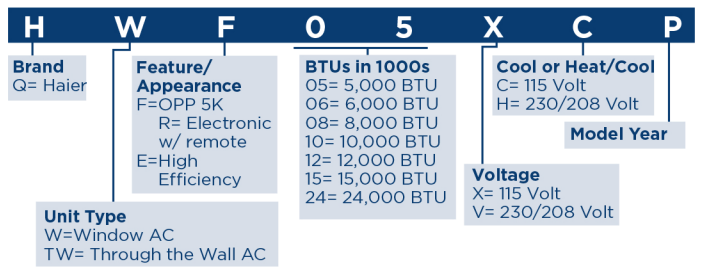 H W F 0 5 X C P
Brand
Q= Haier
Feature/
Appearance
F=OPP 5K
R= Electronic
w/ remote
E=High
Efficiency
BTUs in 1000s
05= 5,000 BTU
06= 6,000 BTU
08= 8,000 BTU
10= 10,000 BTU
12= 12,000 BTU
15= 15,000 BTU
24= 24,000 BTU
Cool or Heat/Cool
C= 115 Volt
H= 230/208 Volt
Model Year
Voltage
X= 115 Volt
V= 230/208 Volt
Unit Type
W=Window AC
TW= Through the Wall AC